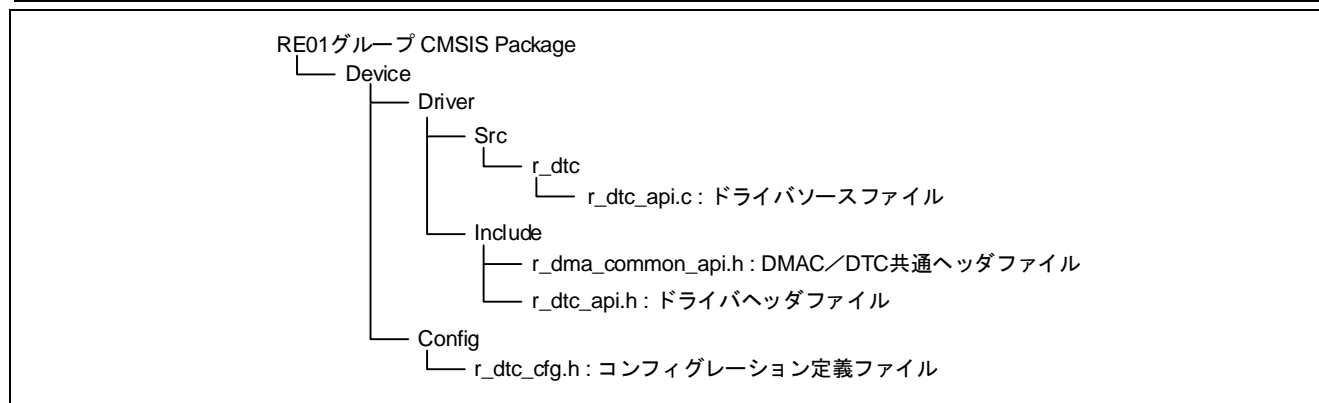 RE01グループ CMSIS Package
Device
Driver
Src
r_dtc
r_dtc_api.c : ドライバソースファイル
Include
r_dma_common_api.h : DMAC／DTC共通ヘッダファイル
r_dtc_api.h : ドライバヘッダファイル
Config
r_dtc_cfg.h : コンフィグレーション定義ファイル